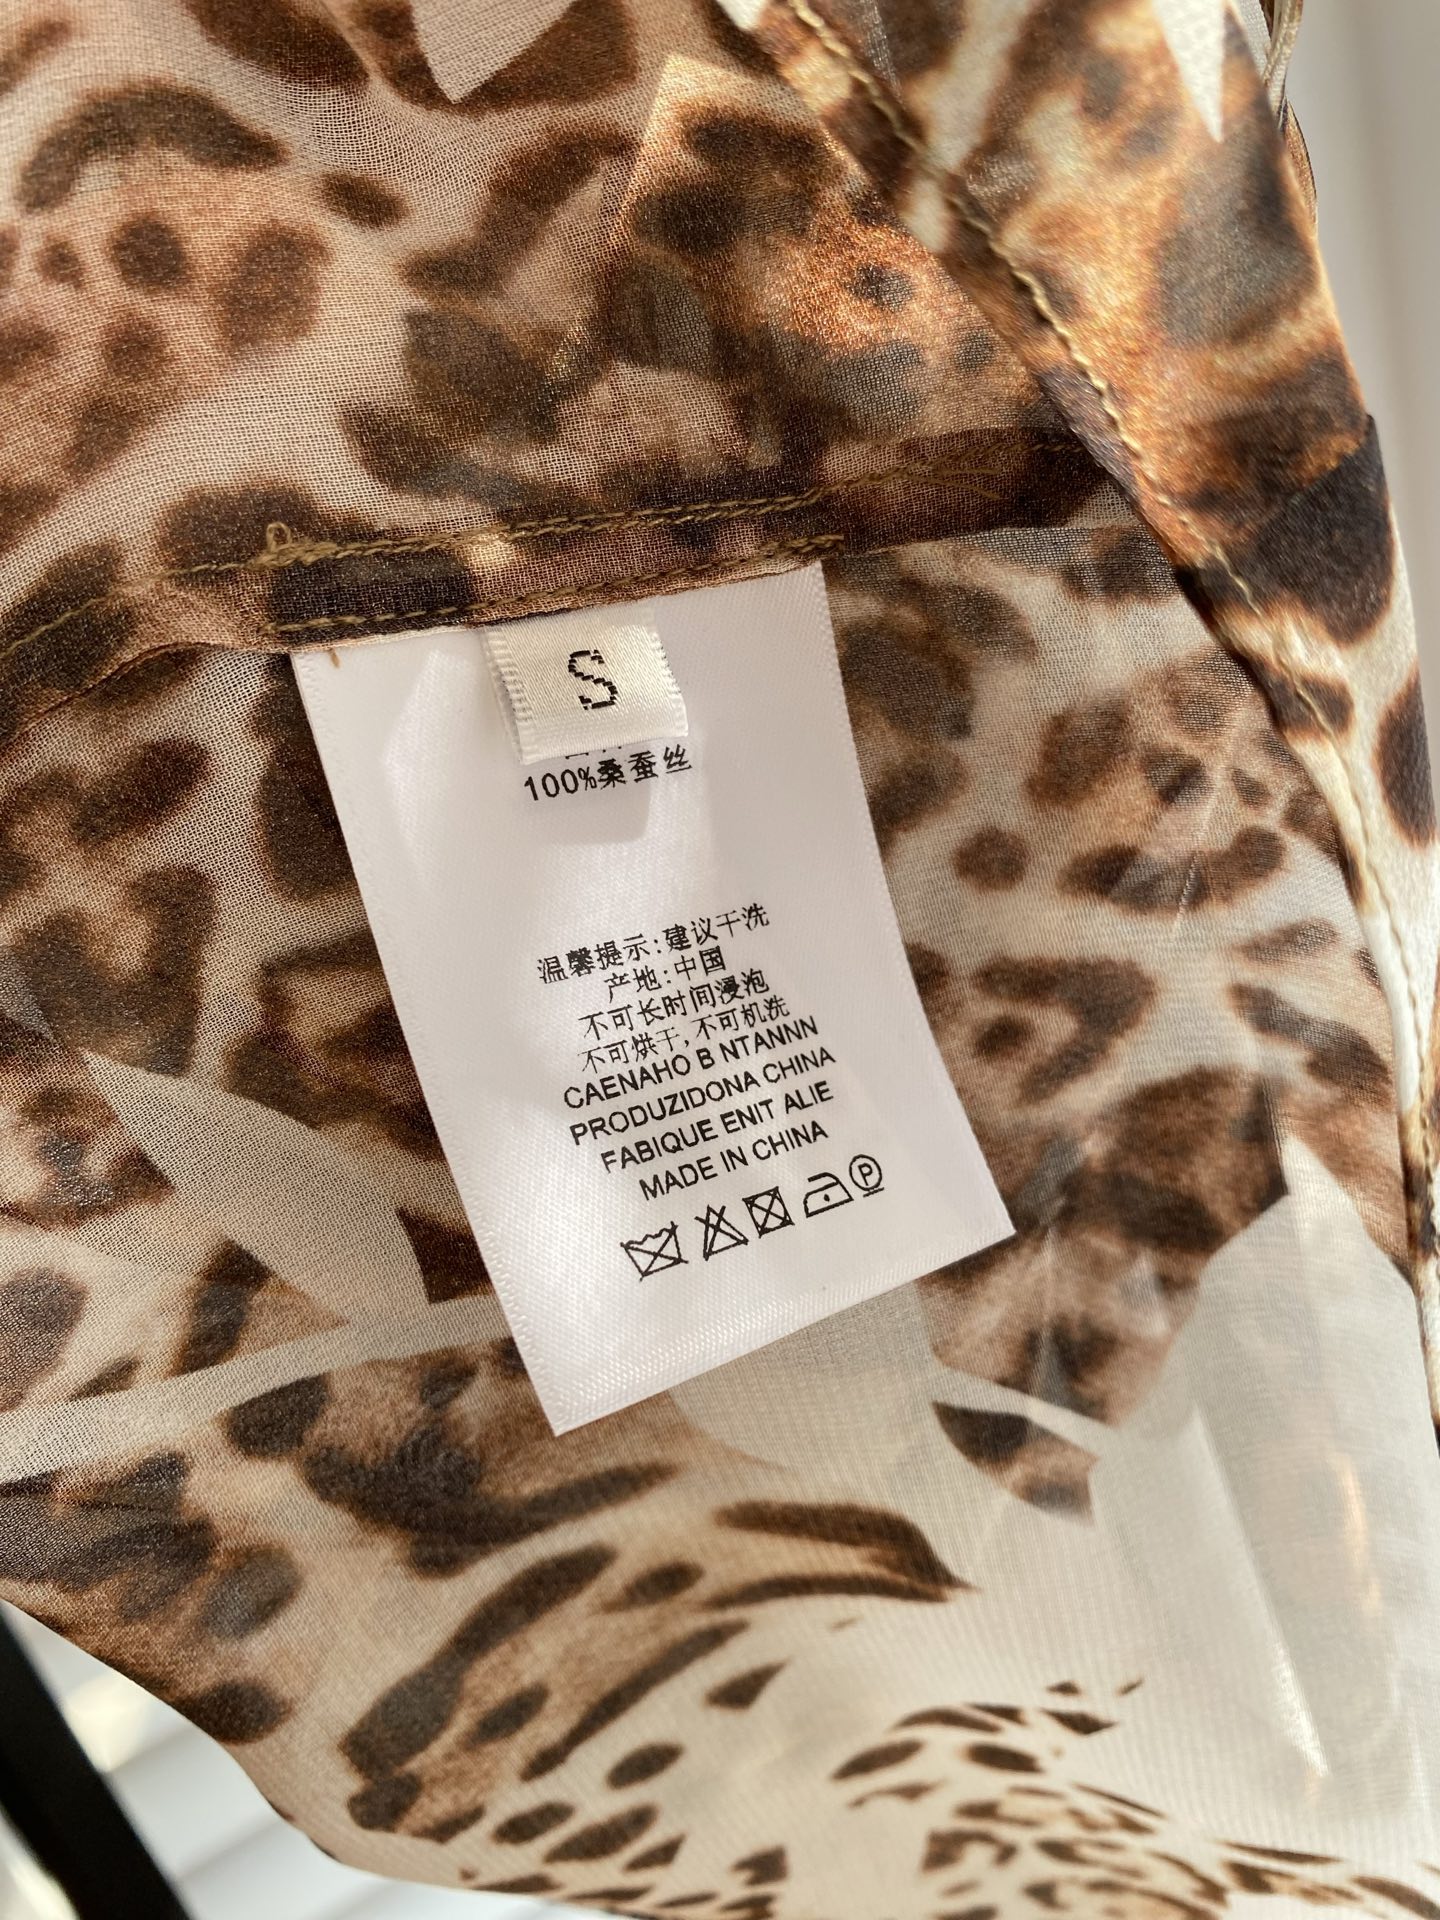 S
100%桑蚕丝
温馨提示:建议干洗
产地:中国
不可长时间浸泡
不可烘干,不可机洗
CAENAHO B NTANNN
PRODUZIDONA CHINA
FABIQUE ENIT ALIE
MADE IN CHINA
P